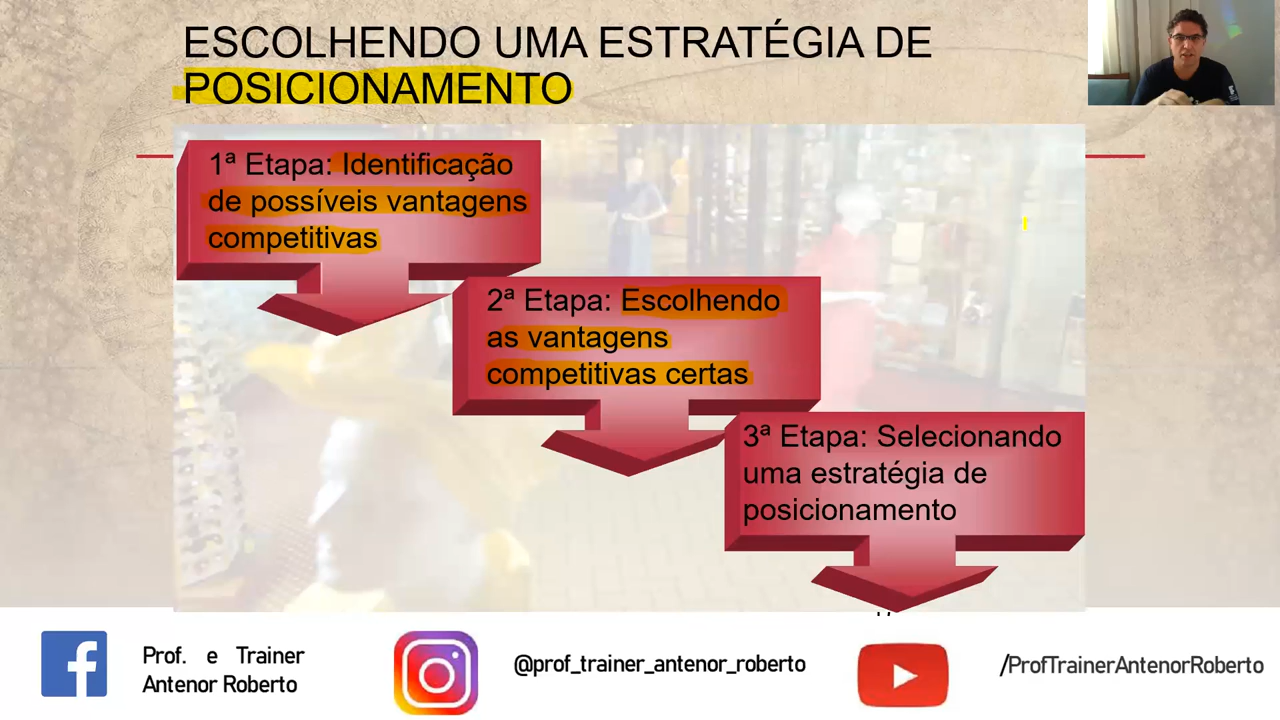 ESCOLHENDO UMA ESTRATÉGIA DE
POSICIONAMENTO
1ª Etapa: Identificação
de possíveis vantagens
competitivas
2ª Etapa: Escolhendo
as vantagens
competitivas certas
3ª Etapa: Selecionando
uma estratégia de
posicionamento
Prof. e Trainer
Antenor Roberto
@prof_trainer_antenor_roberto
/ProfTrainerAntenorRoberto